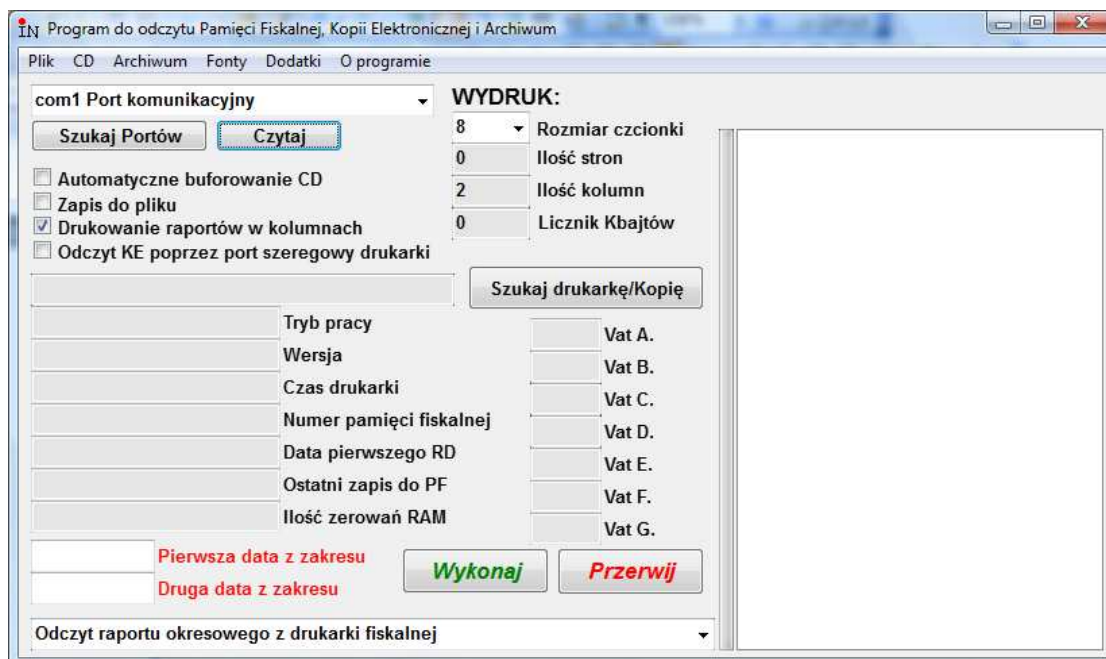 iN Program do odczytu Pamięci Fiskalnej, Kopii Elektronicznej i Archiwum
Plik CD Archiwum Fonty Dodatki O programie
com1 Port komunikacyjny
Szukaj Portów Czytaj
Automatyczne buforowanie CD
Zapis do pliku
Drukowanie raportów w kolumnach
Odczyt KE poprzez port szeregowy drukarki
WYDRUK:
8 Rozmiar czcionki
0 Ilość stron
2 Ilość kolumn
0 Licznik Kbajtów
Szukaj drukarkę/Kopię
Tryb pracy
Wersja
Czas drukarki
Numer pamięci fiskalnej
Data pierwszego RD
Ostatni zapis do PF
Ilość zerowań RAM
Vat A.
Vat B.
Vat C.
Vat D.
Vat E.
Vat F.
Vat G.
Pierwsza data z zakresu
Druga data z zakresu
Wykonaj Przerwij
Odczyt raportu okresowego z drukarki fiskalnej